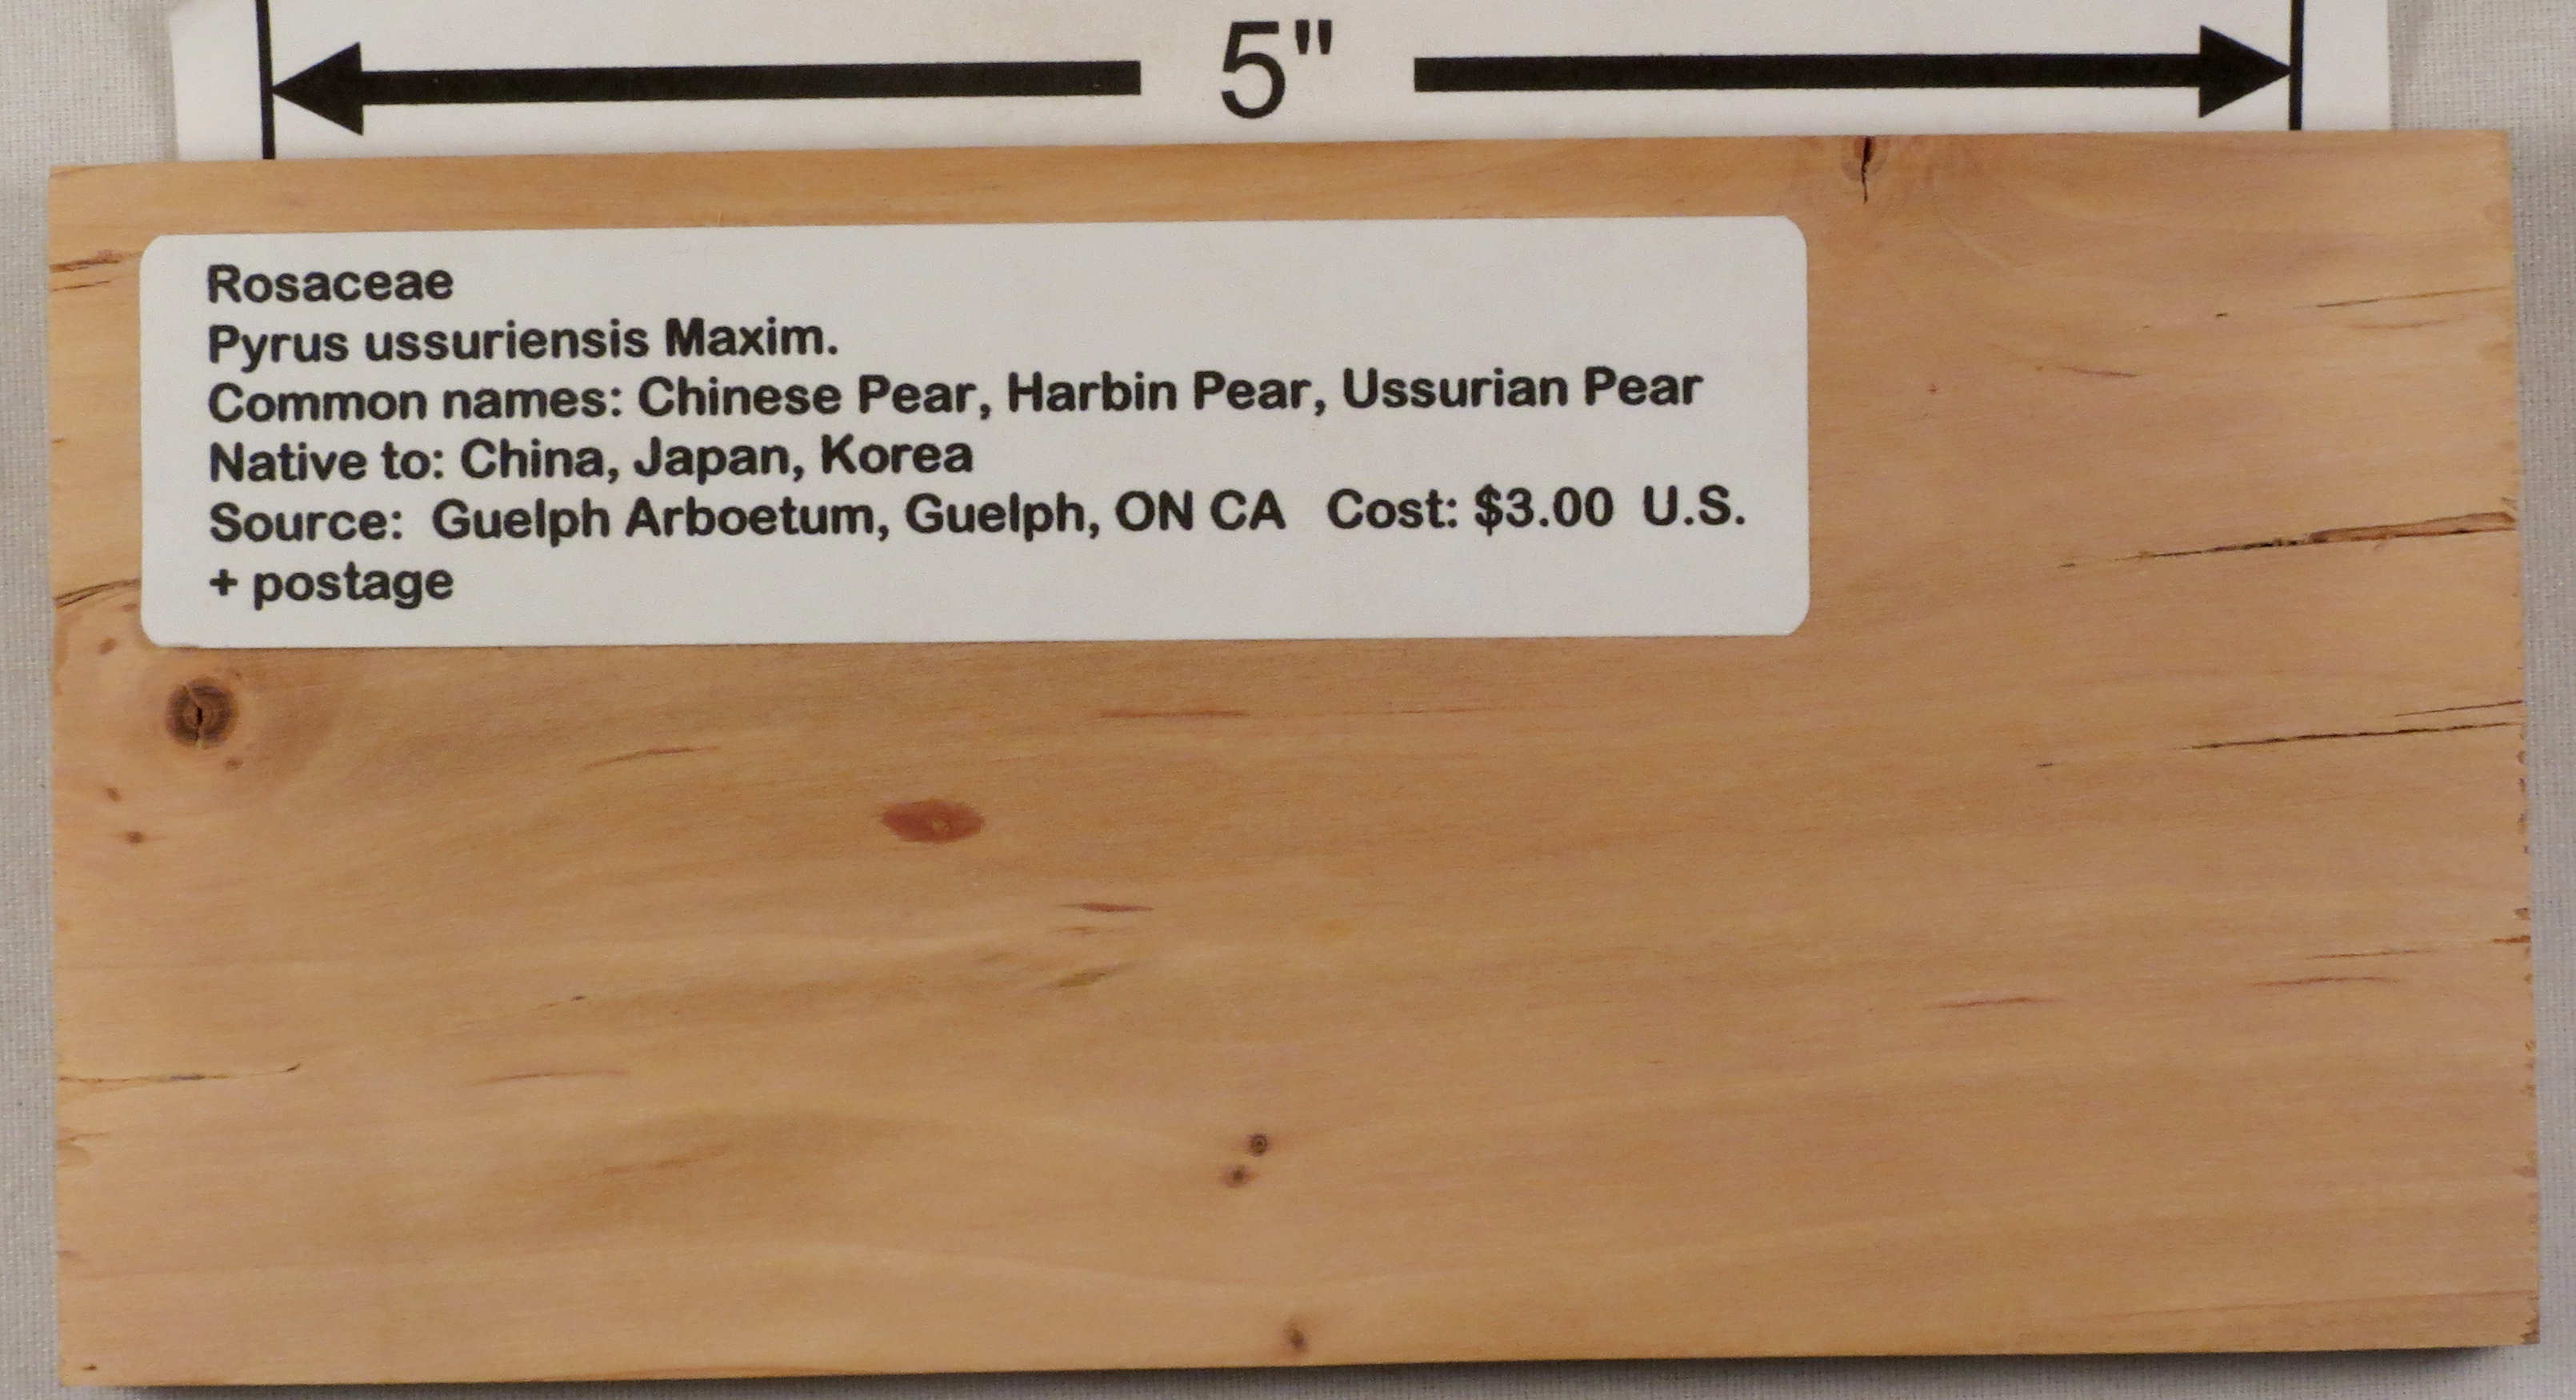 5"
Rosaceae
Pyrus ussuriensis Maxim.
Common names: Chinese Pear, Harbin Pear, Ussurian Pear
Native to: China, Japan, Korea
Source:  Guelph Arboetum, Guelph, ON CA   Cost: $3.00  U.S.
+ postage